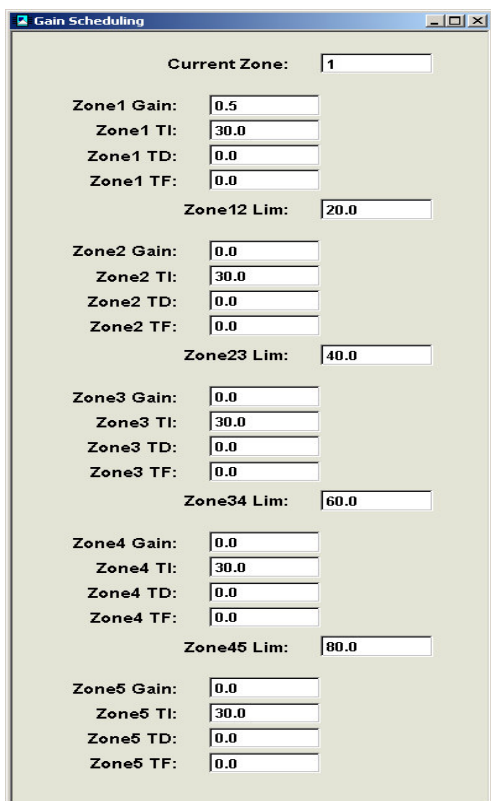 Gain Scheduling
Current Zone: 1
Zone1 Gain: 0.5
Zone1 TI: 30.0
Zone1 TD: 0.0
Zone1 TF: 0.0
Zone12 Lim: 20.0
Zone2 Gain: 0.0
Zone2 TI: 30.0
Zone2 TD: 0.0
Zone2 TF: 0.0
Zone23 Lim: 40.0
Zone3 Gain: 0.0
Zone3 TI: 30.0
Zone3 TD: 0.0
Zone3 TF: 0.0
Zone34 Lim: 60.0
Zone4 Gain: 0.0
Zone4 TI: 30.0
Zone4 TD: 0.0
Zone4 TF: 0.0
Zone45 Lim: 80.0
Zone5 Gain: 0.0
Zone5 TI: 30.0
Zone5 TD: 0.0
Zone5 TF: 0.0